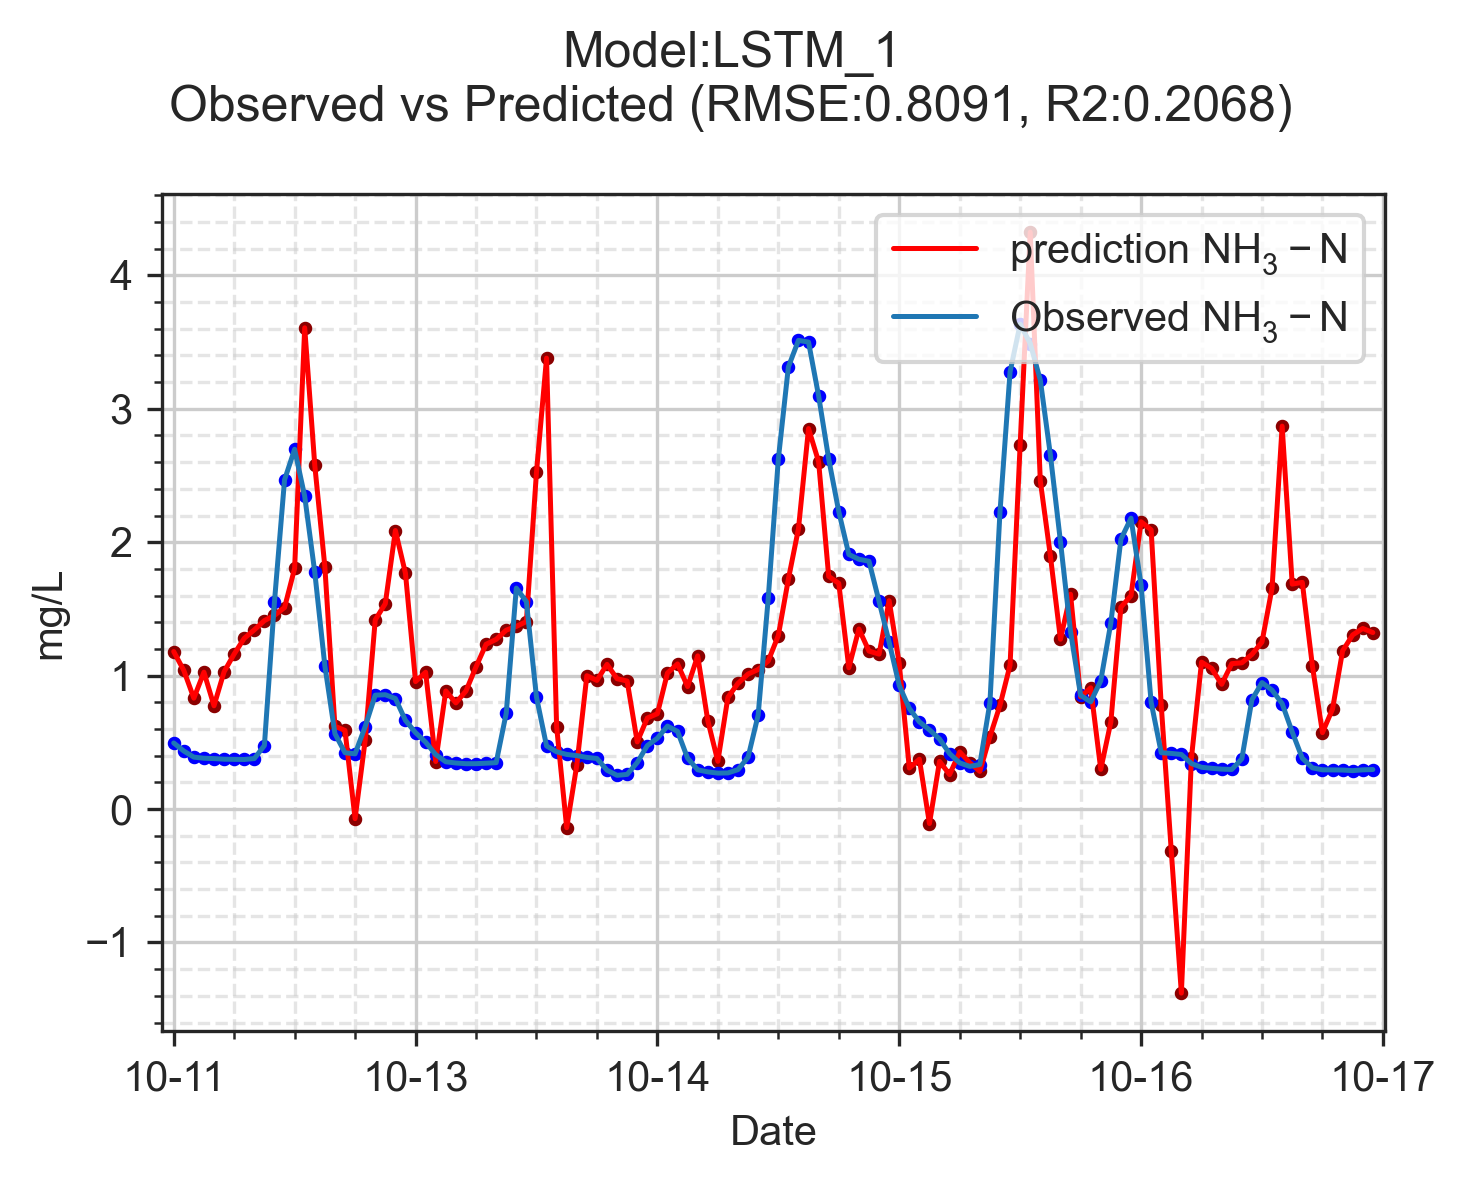 Model:LSTM_1
Observed vs Predicted (RMSE:0.8091, R2:0.2068)
prediction NH₃ − N
Observed NH₃ − N
4
3
2
1
0
−1
mg/L
10-11 10-13 10-14 10-15 10-16 10-17
Date